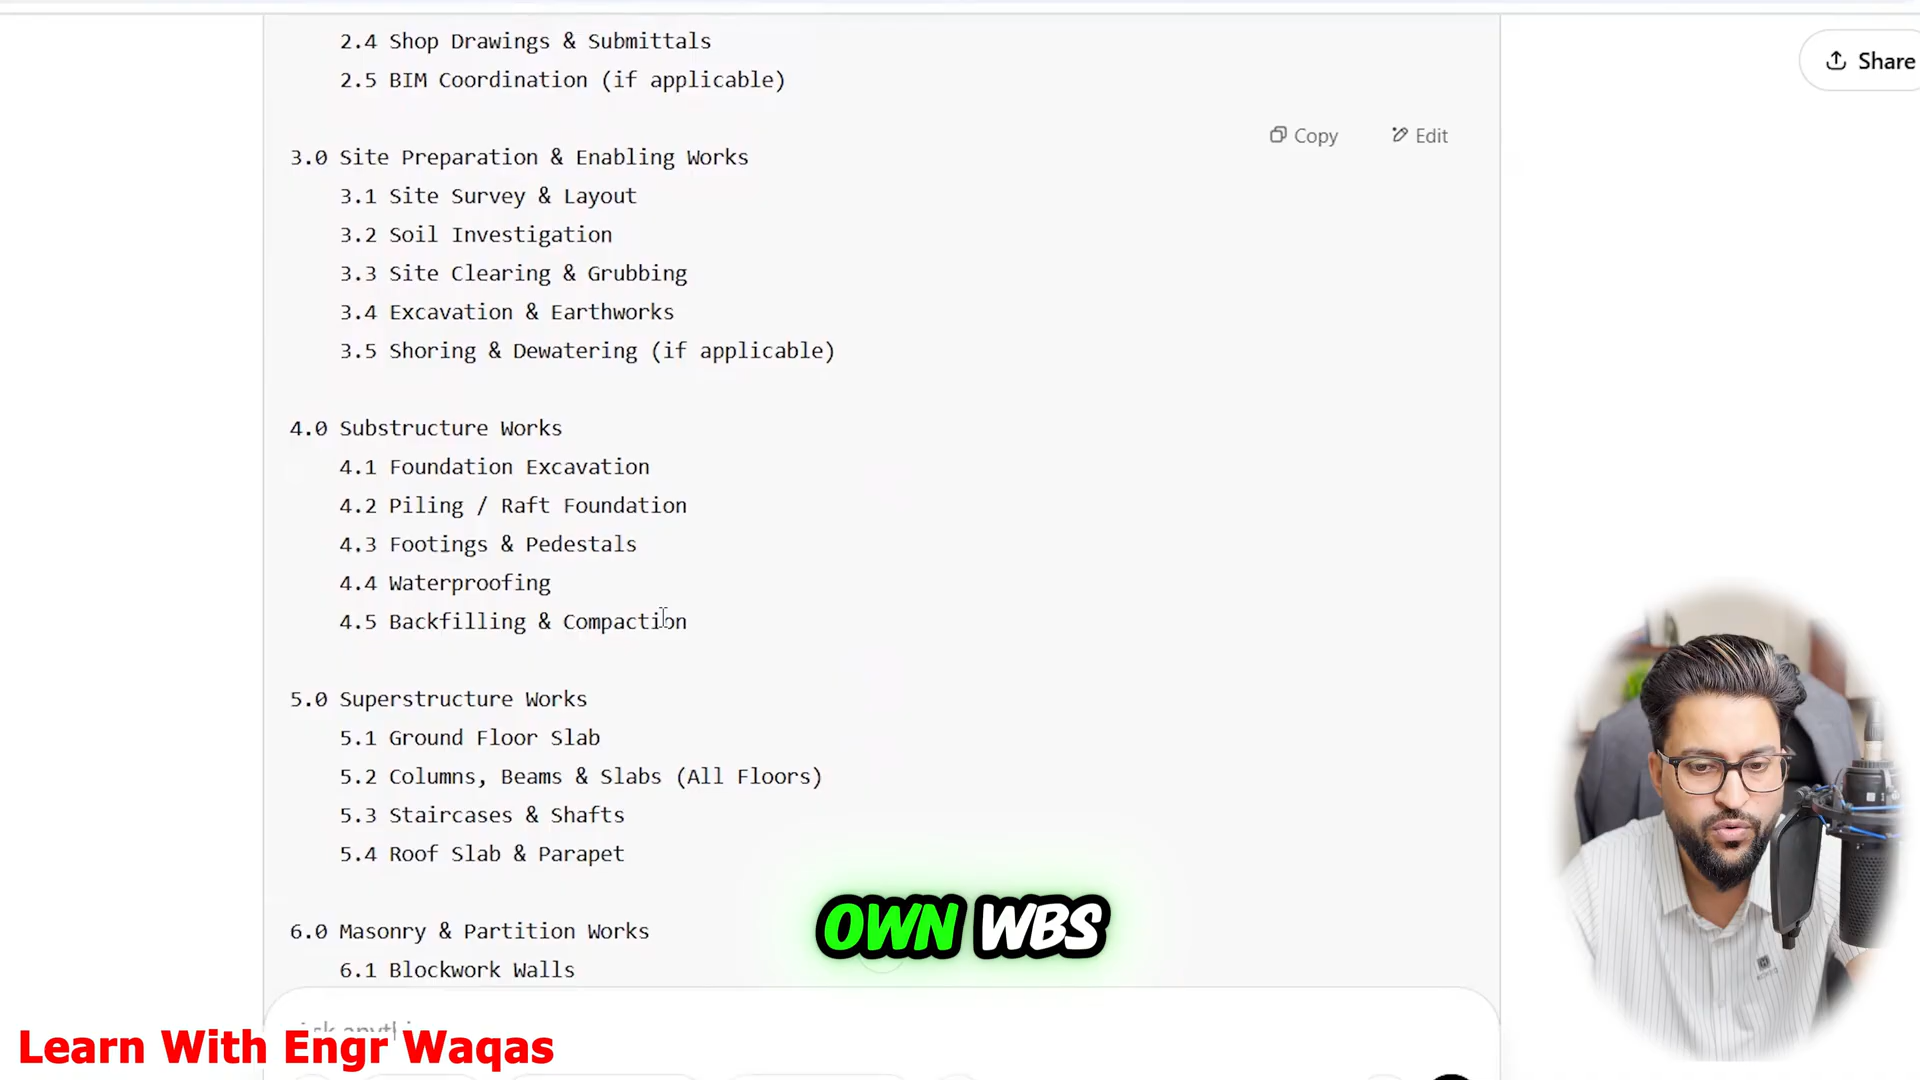 2.4 Shop Drawings & Submittals
2.5 BIM Coordination (if applicable)
Share
Copy
Edit
3.0 Site Preparation & Enabling Works
3.1 Site Survey & Layout
3.2 Soil Investigation
3.3 Site Clearing & Grubbing
3.4 Excavation & Earthworks
3.5 Shoring & Dewatering (if applicable)
4.0 Substructure Works
4.1 Foundation Excavation
4.2 Piling / Raft Foundation
4.3 Footings & Pedestals
4.4 Waterproofing
4.5 Backfilling & Compaction
5.0 Superstructure Works
5.1 Ground Floor Slab
5.2 Columns, Beams & Slabs (All Floors)
5.3 Staircases & Shafts
5.4 Roof Slab & Parapet
6.0 Masonry & Partition Works
6.1 Blockwork Walls
OWN WBS
Learn With Engr Waqas